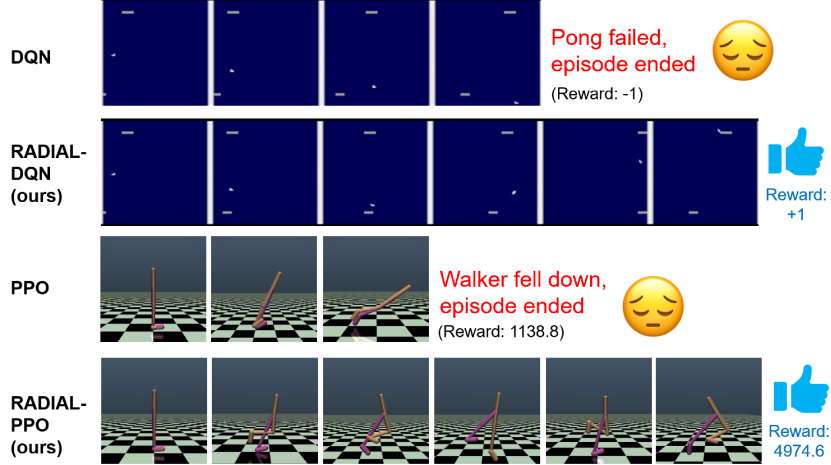 DQN
Pong failed,
episode ended
(Reward: -1)
RADIAL-
DQN
(ours)
Reward:
+1
PPO
Walker fell down,
episode ended
(Reward: 1138.8)
RADIAL-
PPO
(ours)
Reward:
4974.6